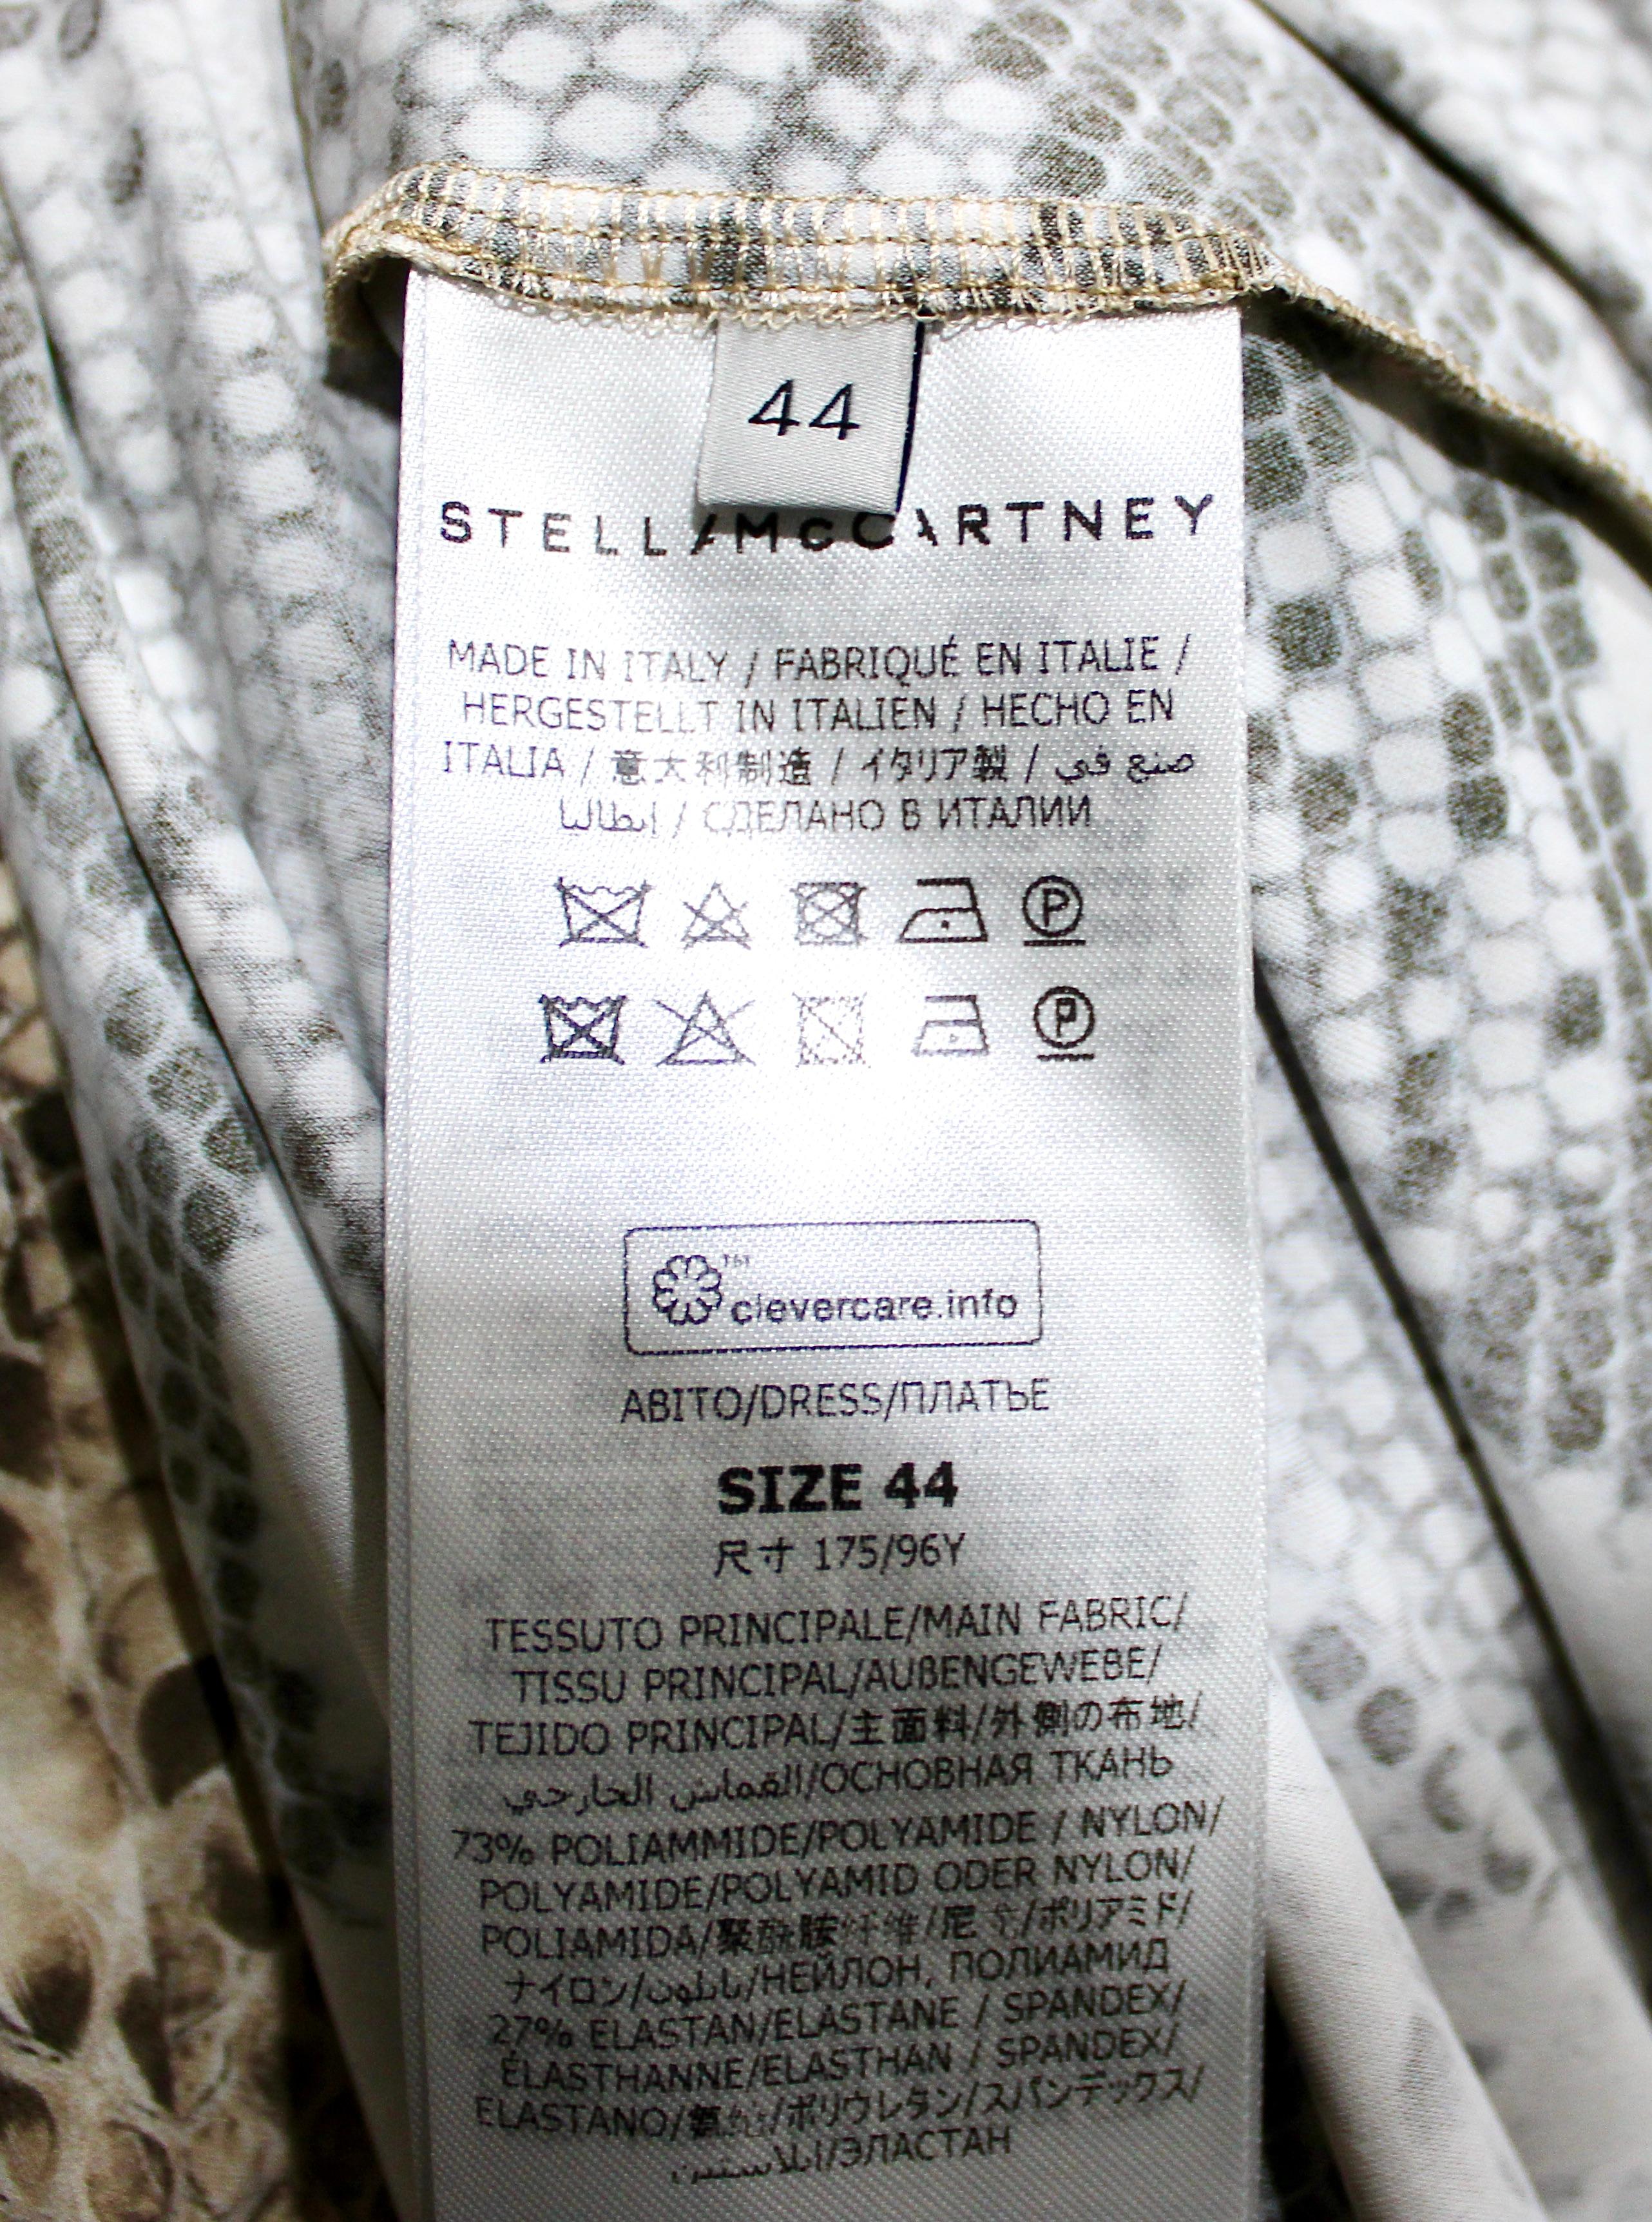 44
STELLA McCARTNEY
MADE IN ITALY / FABRIQUÉ EN ITALIE /
HERGESTELLT IN ITALIEN / HECHO EN
ITALIA / 意大利制造 / イタリア製 / صنع في
ايطاليا / СДЕЛАНО В ИТАЛИИ
P
P
clevercare.info
ABITO/DRESS/ПЛАТЬЕ
SIZE 44
尺寸 175/96Y
TESSUTO PRINCIPALE/MAIN FABRIC/
TISSU PRINCIPAL/AUßENGEWEBE/
TEJIDO PRINCIPAL/主面料/外側の布地/
القماش الخارجي/ОСНОВНАЯ ТКАНЬ
73% POLIAMMIDE/POLYAMIDE / NYLON/
POLYAMIDE/POLYAMID ODER NYLON/
POLIAMIDA/聚酰胺纤维/ポリアミド/
ナイロン/نايلون/НЕЙЛОН, ПОЛИАМИД
27% ELASTAN/ELASTANE / SPANDEX/
ÉLASTHANNE/ELASTHAN / SPANDEX/
ELASTANO/氨纶/ポリウレタン/スパンデックス/
ЭЛАСТАН